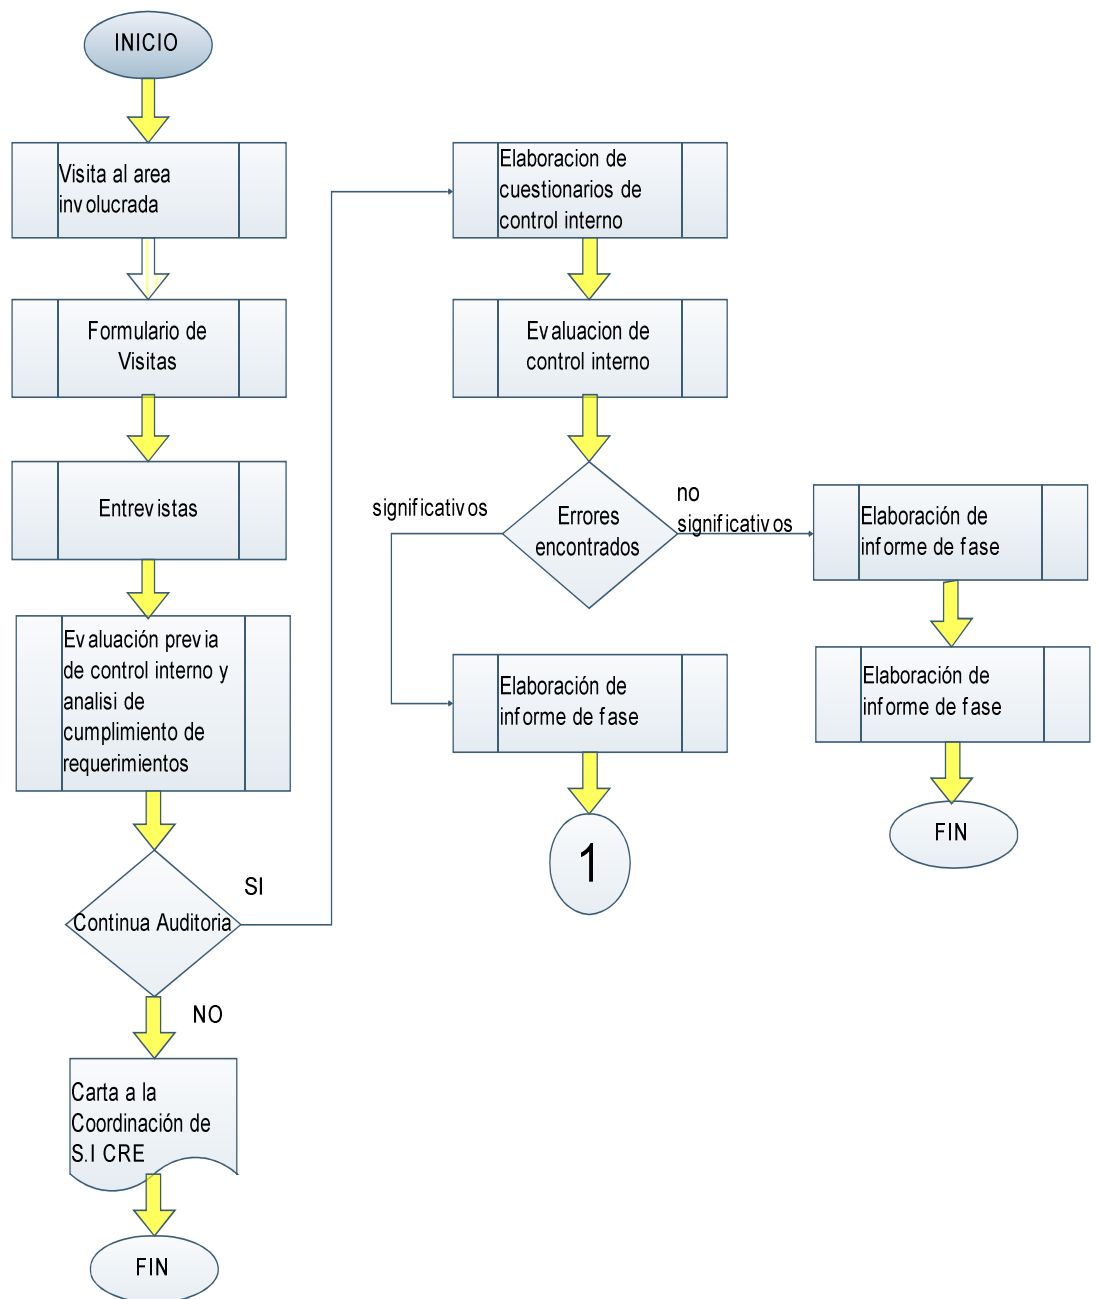 INICIO
Visita al area
involucrada
Formulario de
Visitas
Entrevistas
Evaluación previa
de control interno y
analisi de
cumplimiento de
requerimientos
Continua Auditoria
SI
NO
Carta a la
Coordinación de
S.I CRE
FIN
Elaboracion de
cuestionarios de
control interno
Evaluacion de
control interno
Errores
encontrados
significativos
no
significativos
Elaboración de
informe de fase
1
Elaboración de
informe de fase
Elaboración de
informe de fase
FIN